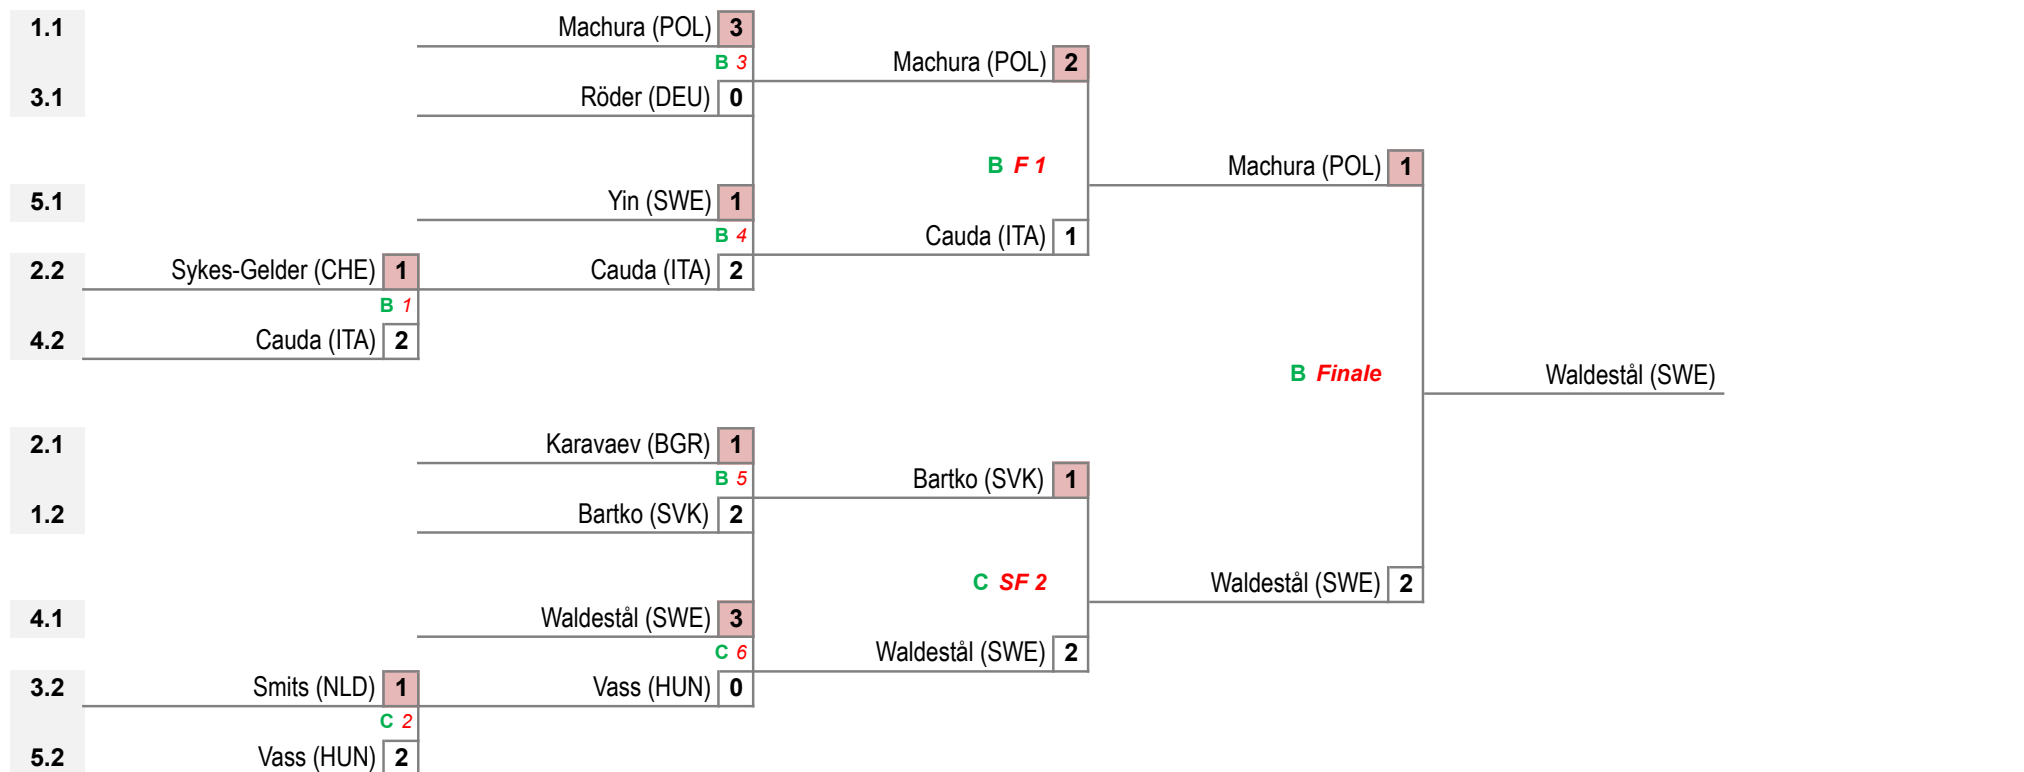 1.1 Machura (POL) 3
B 3 Machura (POL) 2
3.1 Röder (DEU) 0
B F 1 Machura (POL) 1
5.1 Yin (SWE) 1
B 4 Cauda (ITA) 1
2.2 Sykes-Gelder (CHE) 1 Cauda (ITA) 2
B 1
4.2 Cauda (ITA) 2
B Finale Waldestål (SWE)
2.1 Karavaev (BGR) 1
B 5 Bartko (SVK) 1
1.2 Bartko (SVK) 2
C SF 2 Waldestål (SWE) 2
4.1 Waldestål (SWE) 3
C 6 Waldestål (SWE) 2
3.2 Smits (NLD) 1 Vass (HUN) 0
C 2
5.2 Vass (HUN) 2